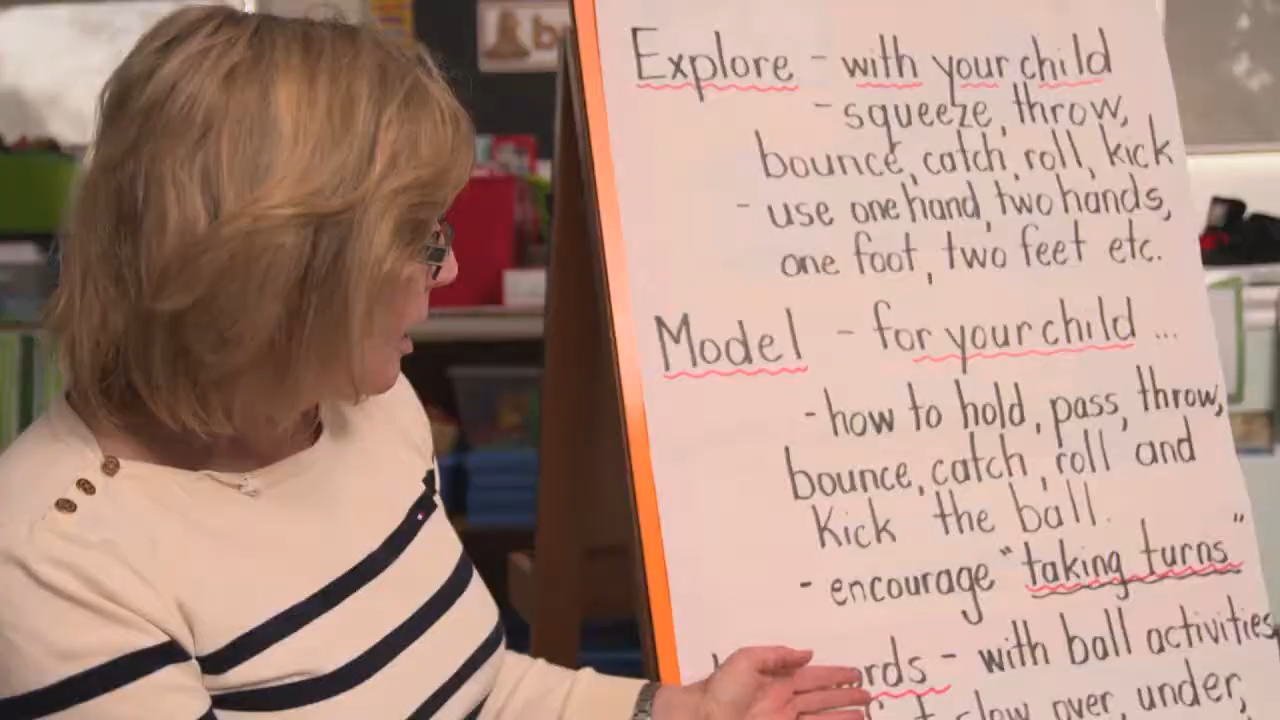 Explore - with your child
- squeeze, throw,
bounce, catch, roll, kick
- use one hand, two hands,
one foot, two feet etc.
Model - for your child ...
- how to hold, pass, throw,
bounce, catch, roll and
Kick the ball.
- encourage "taking turns"
- with ball activities
slow, over, under,